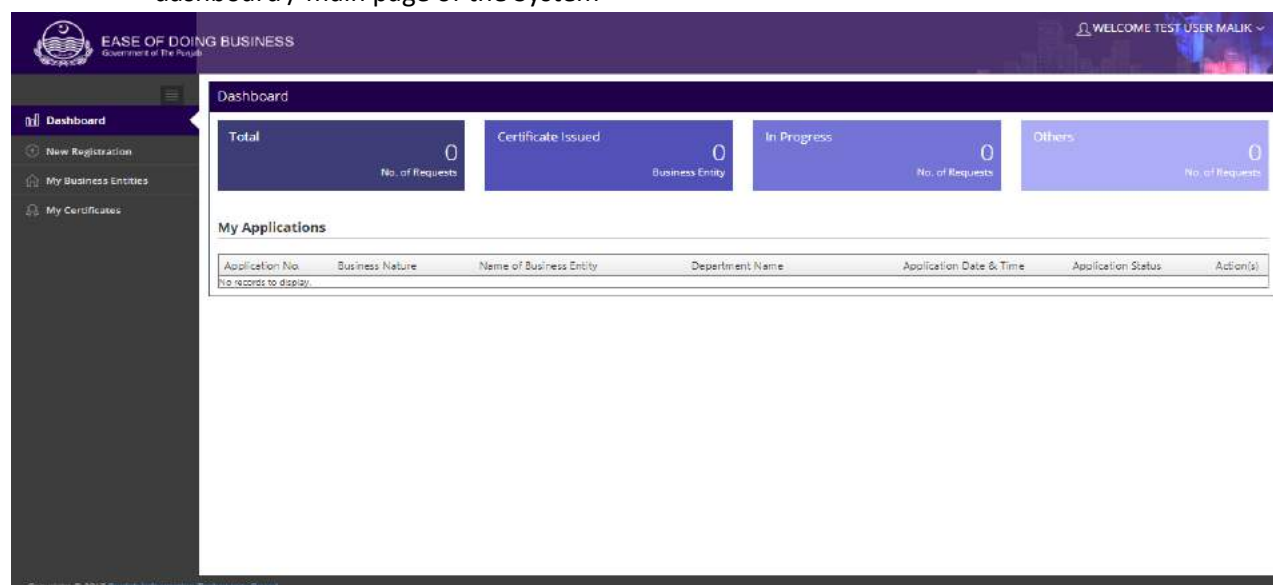 dashboard / main page of the system
EASE OF DOING BUSINESS
Government of The Punjab
WELCOME TEST USER MALIK
Dashboard
Dashboard
New Registration
My Business Entities
My Certificates
Total
0
No. of Requests
Certificate Issued
0
Business Entity
In Progress
0
No. of Requests
Others
0
No. of Requests
My Applications
Application No. Business Nature Name of Business Entity Department Name Application Date & Time Application Status Action(s)
No records to display.